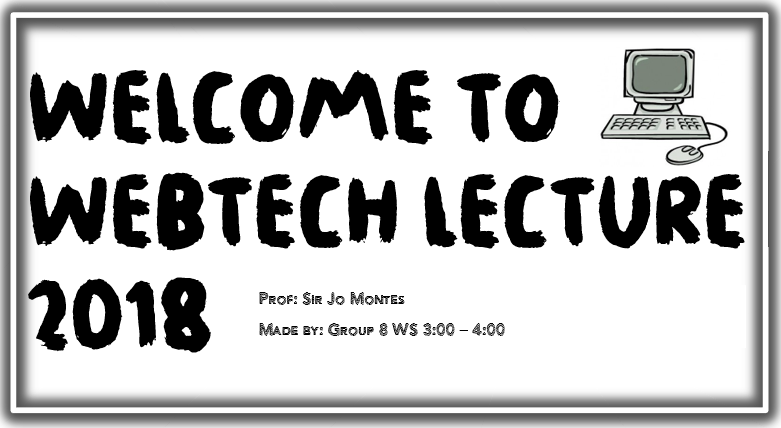 WELCOME TO
WEBTECH LECTURE
2018
Prof: Sir Jo Montes
Made by: Group 8 WS 3:00 – 4:00